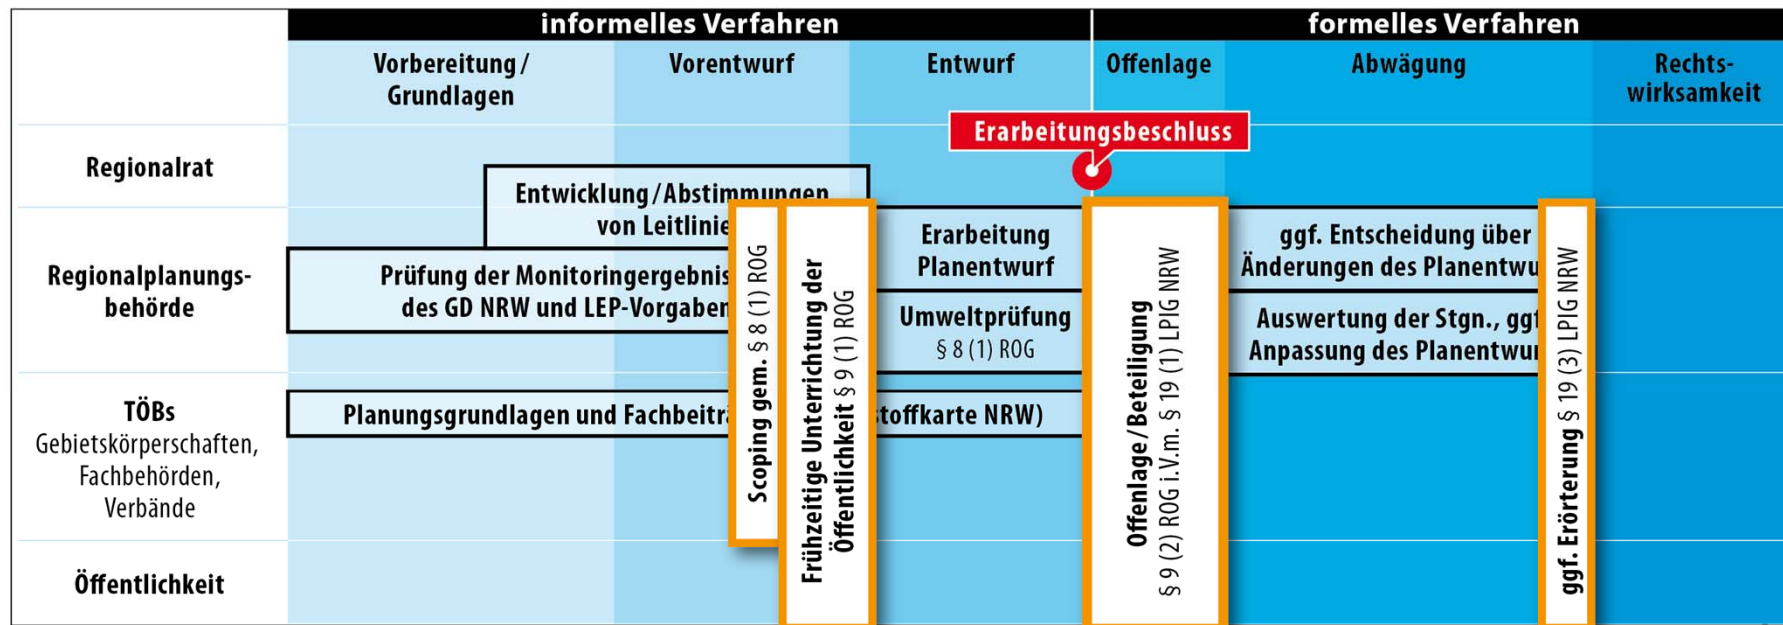 informelles Verfahren
formelles Verfahren
Vorbereitung/
Grundlagen
Vorentwurf
Entwurf
Offenlage
Abwägung
Rechts-
wirksamkeit
Erarbeitungsbeschluss
Regionalrat
Entwicklung/Abstimmungen
von Leitlinie
Regionalplanungs-
behörde
Prüfung der Monitoringergebnis
des GD NRW und LEP-Vorgaben
Erarbeitung
Planentwurf
Umweltprüfung
§ 8 (1) ROG
ggf. Entscheidung über
Änderungen des Planentwu
Auswertung der Stgn., ggf
Anpassung des Planentwu
TÖBs
Gebietskörperschaften,
Fachbehörden,
Verbände
Planungsgrundlagen und Fachbeitr stoffkarte NRW)
Öffentlichkeit
Scoping gem. § 8 (1) ROG
Frühzeitige Unterrichtung der
Öffentlichkeit § 9 (1) ROG
Offenlage/Beteiligung
§ 9 (2) ROG i.V.m. § 19 (1) LPlG NRW
ggf. Erörterung § 19 (3) LPlG NRW